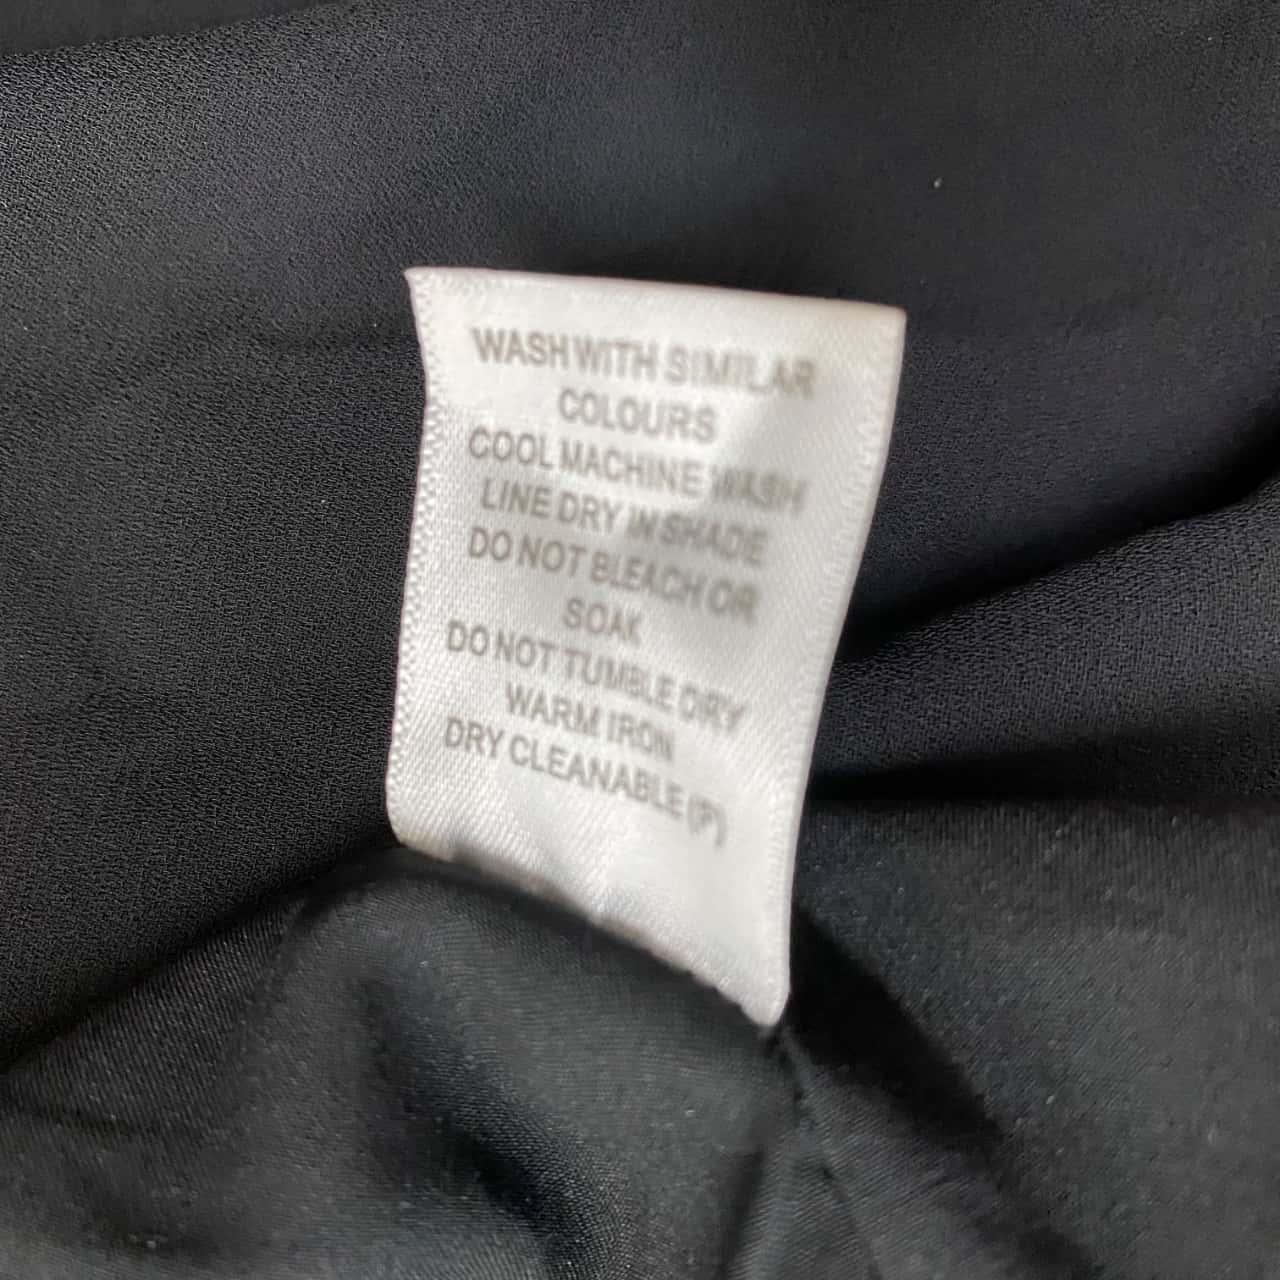 WASH WITH SIMILAR
COLOURS
COOL MACHINE WASH
LINE DRY IN SHADE
DO NOT BLEACH OR
SOAK
DO NOT TUMBLE DRY
WARM IRON
DRY CLEANABLE (P)